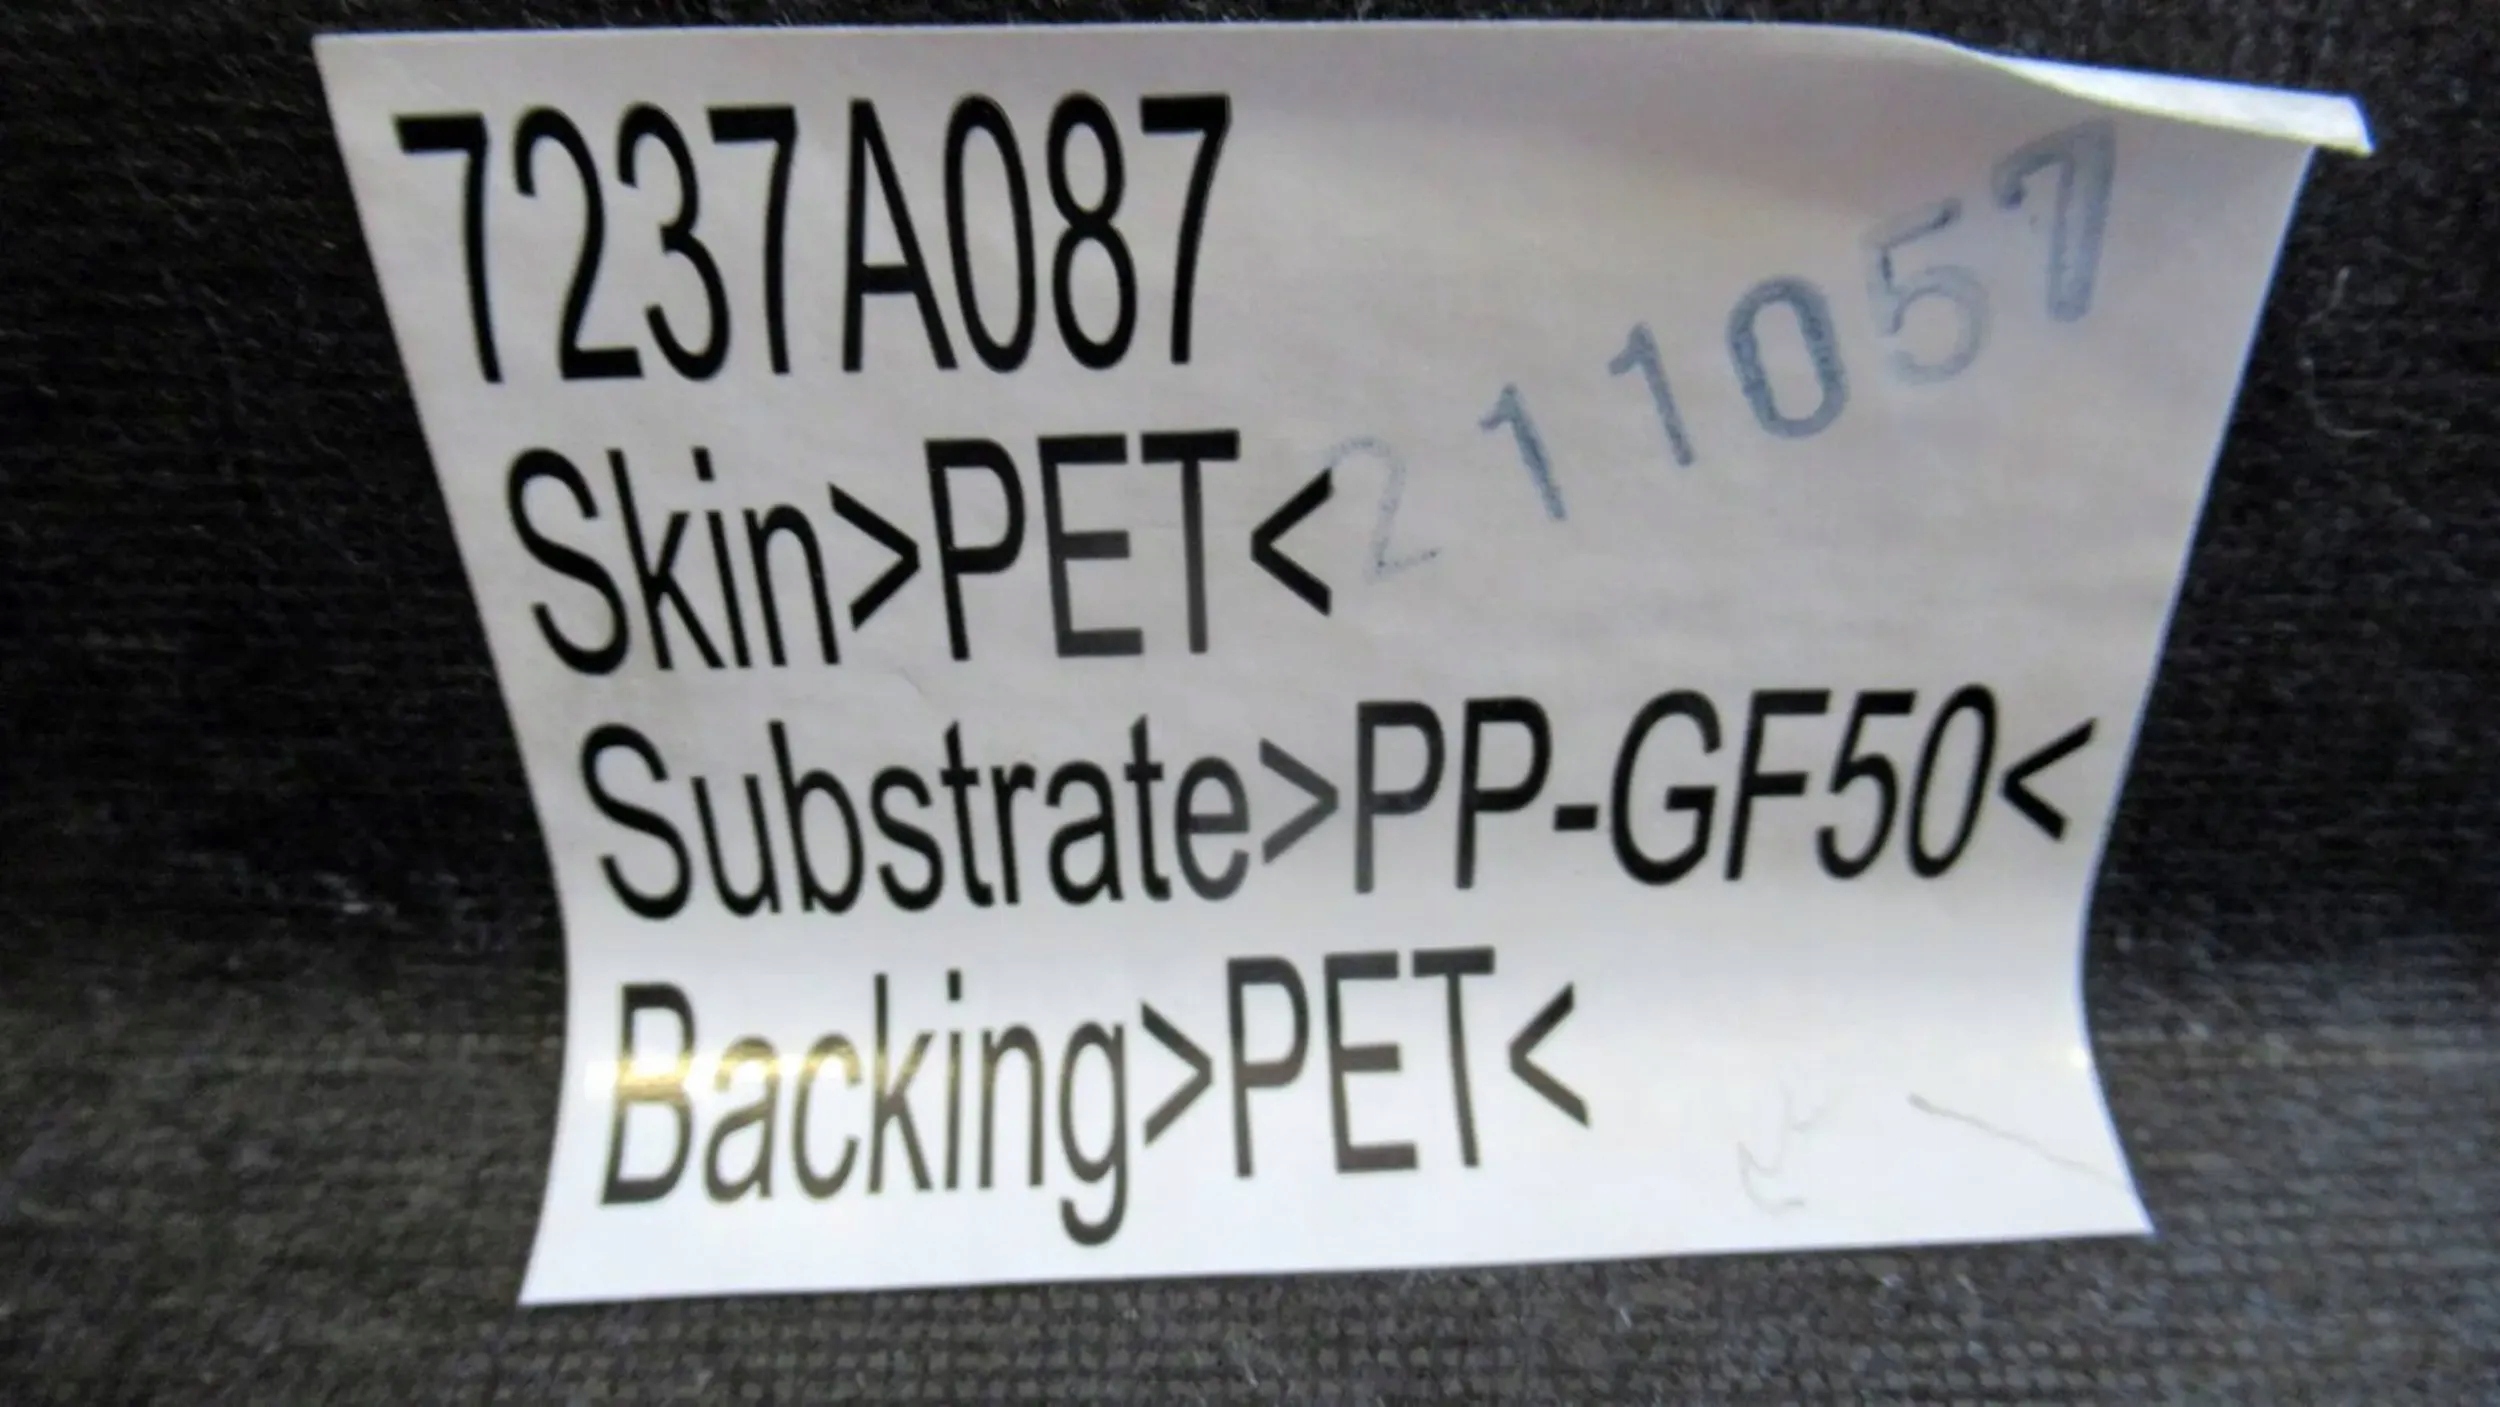 7237A087
211057
Skin>PET<
Substrate>PP-GF50<
Backing>PET<